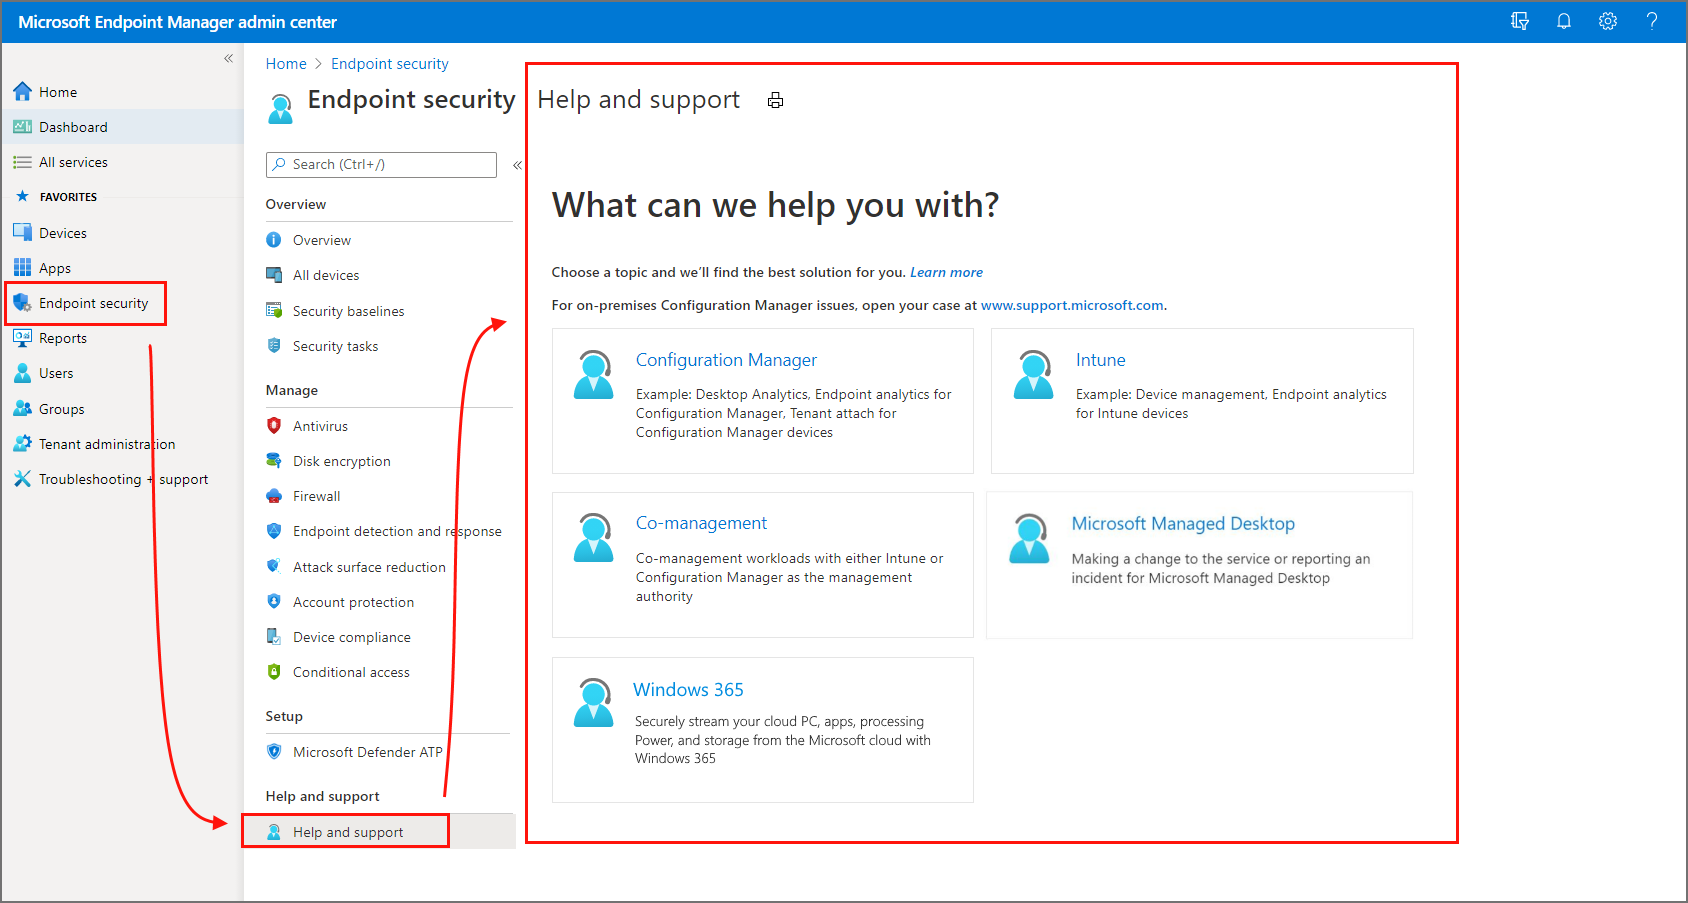 Microsoft Endpoint Manager admin center
Home
Dashboard
All services
FAVORITES
Devices
Apps
Endpoint security
Reports
Users
Groups
Tenant administration
Troubleshooting + support
Home > Endpoint security
Endpoint security
Search (Ctrl+/)
Overview
Overview
All devices
Security baselines
Security tasks
Manage
Antivirus
Disk encryption
Firewall
Endpoint detection and response
Attack surface reduction
Account protection
Device compliance
Conditional access
Setup
Microsoft Defender ATP
Help and support
Help and support
Help and support
What can we help you with?
Choose a topic and we'll find the best solution for you. Learn more
For on-premises Configuration Manager issues, open your case at www.support.microsoft.com.
Configuration Manager
Example: Desktop Analytics, Endpoint analytics for
Configuration Manager, Tenant attach for
Configuration Manager devices
Intune
Example: Device management, Endpoint analytics
for Intune devices
Co-management
Co-management workloads with either Intune or
Configuration Manager as the management
authority
Microsoft Managed Desktop
Making a change to the service or reporting an
incident for Microsoft Managed Desktop
Windows 365
Securely stream your cloud PC, apps, processing
Power, and storage from the Microsoft cloud with
Windows 365